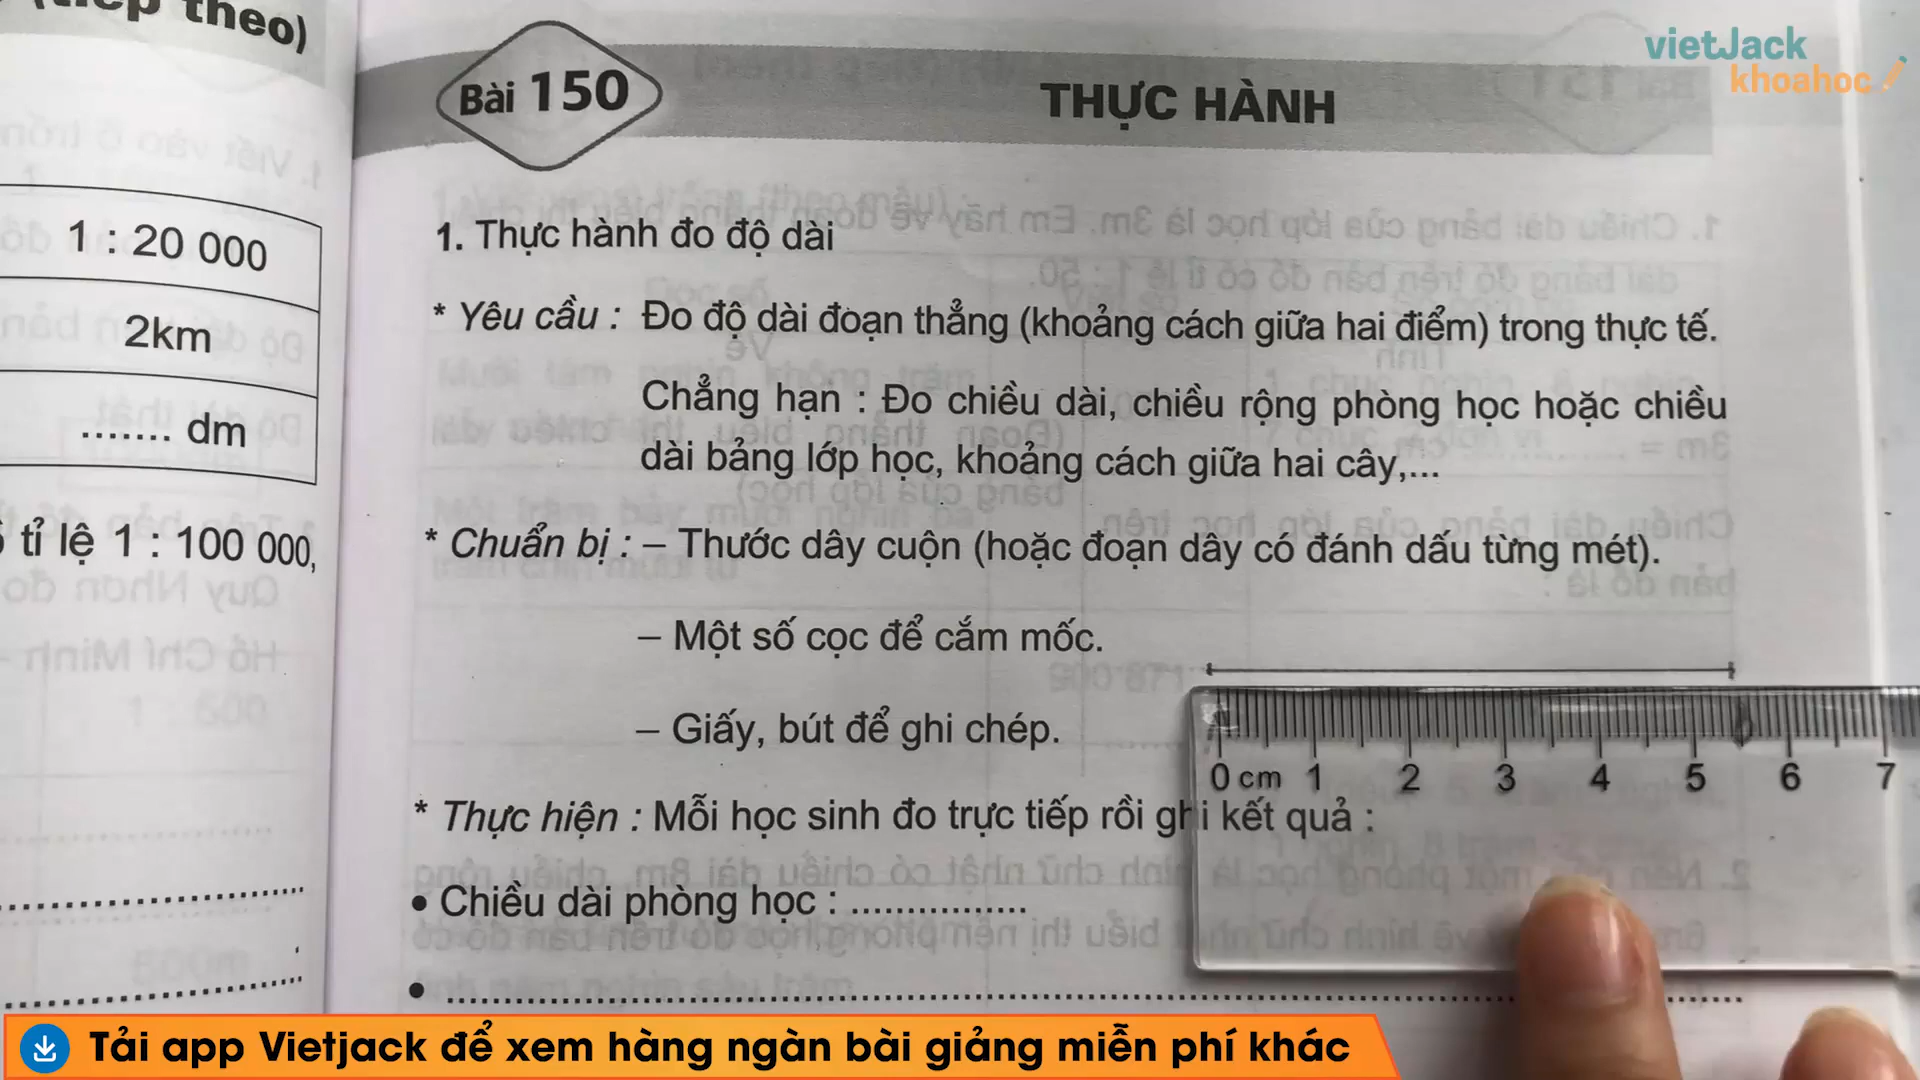 (tiếp theo)
1 : 20 000
2km
....... dm
tỉ lệ 1 : 100 000,
vietJack
khoahoc
Bài 150
THỰC HÀNH
1. Thực hành đo độ dài
* Yêu cầu : Đo độ dài đoạn thẳng (khoảng cách giữa hai điểm) trong thực tế.
Chẳng hạn : Đo chiều dài, chiều rộng phòng học hoặc chiều
dài bảng lớp học, khoảng cách giữa hai cây,...
* Chuẩn bị : – Thước dây cuộn (hoặc đoạn dây có đánh dấu từng mét).
– Một số cọc để cắm mốc.
– Giấy, bút để ghi chép.
0 cm 1 2 3 4 5 6 7
* Thực hiện : Mỗi học sinh đo trực tiếp rồi ghi kết quả :
• Chiều dài phòng học : ................
• ................................................................
Tải app Vietjack để xem hàng ngàn bài giảng miễn phí khác